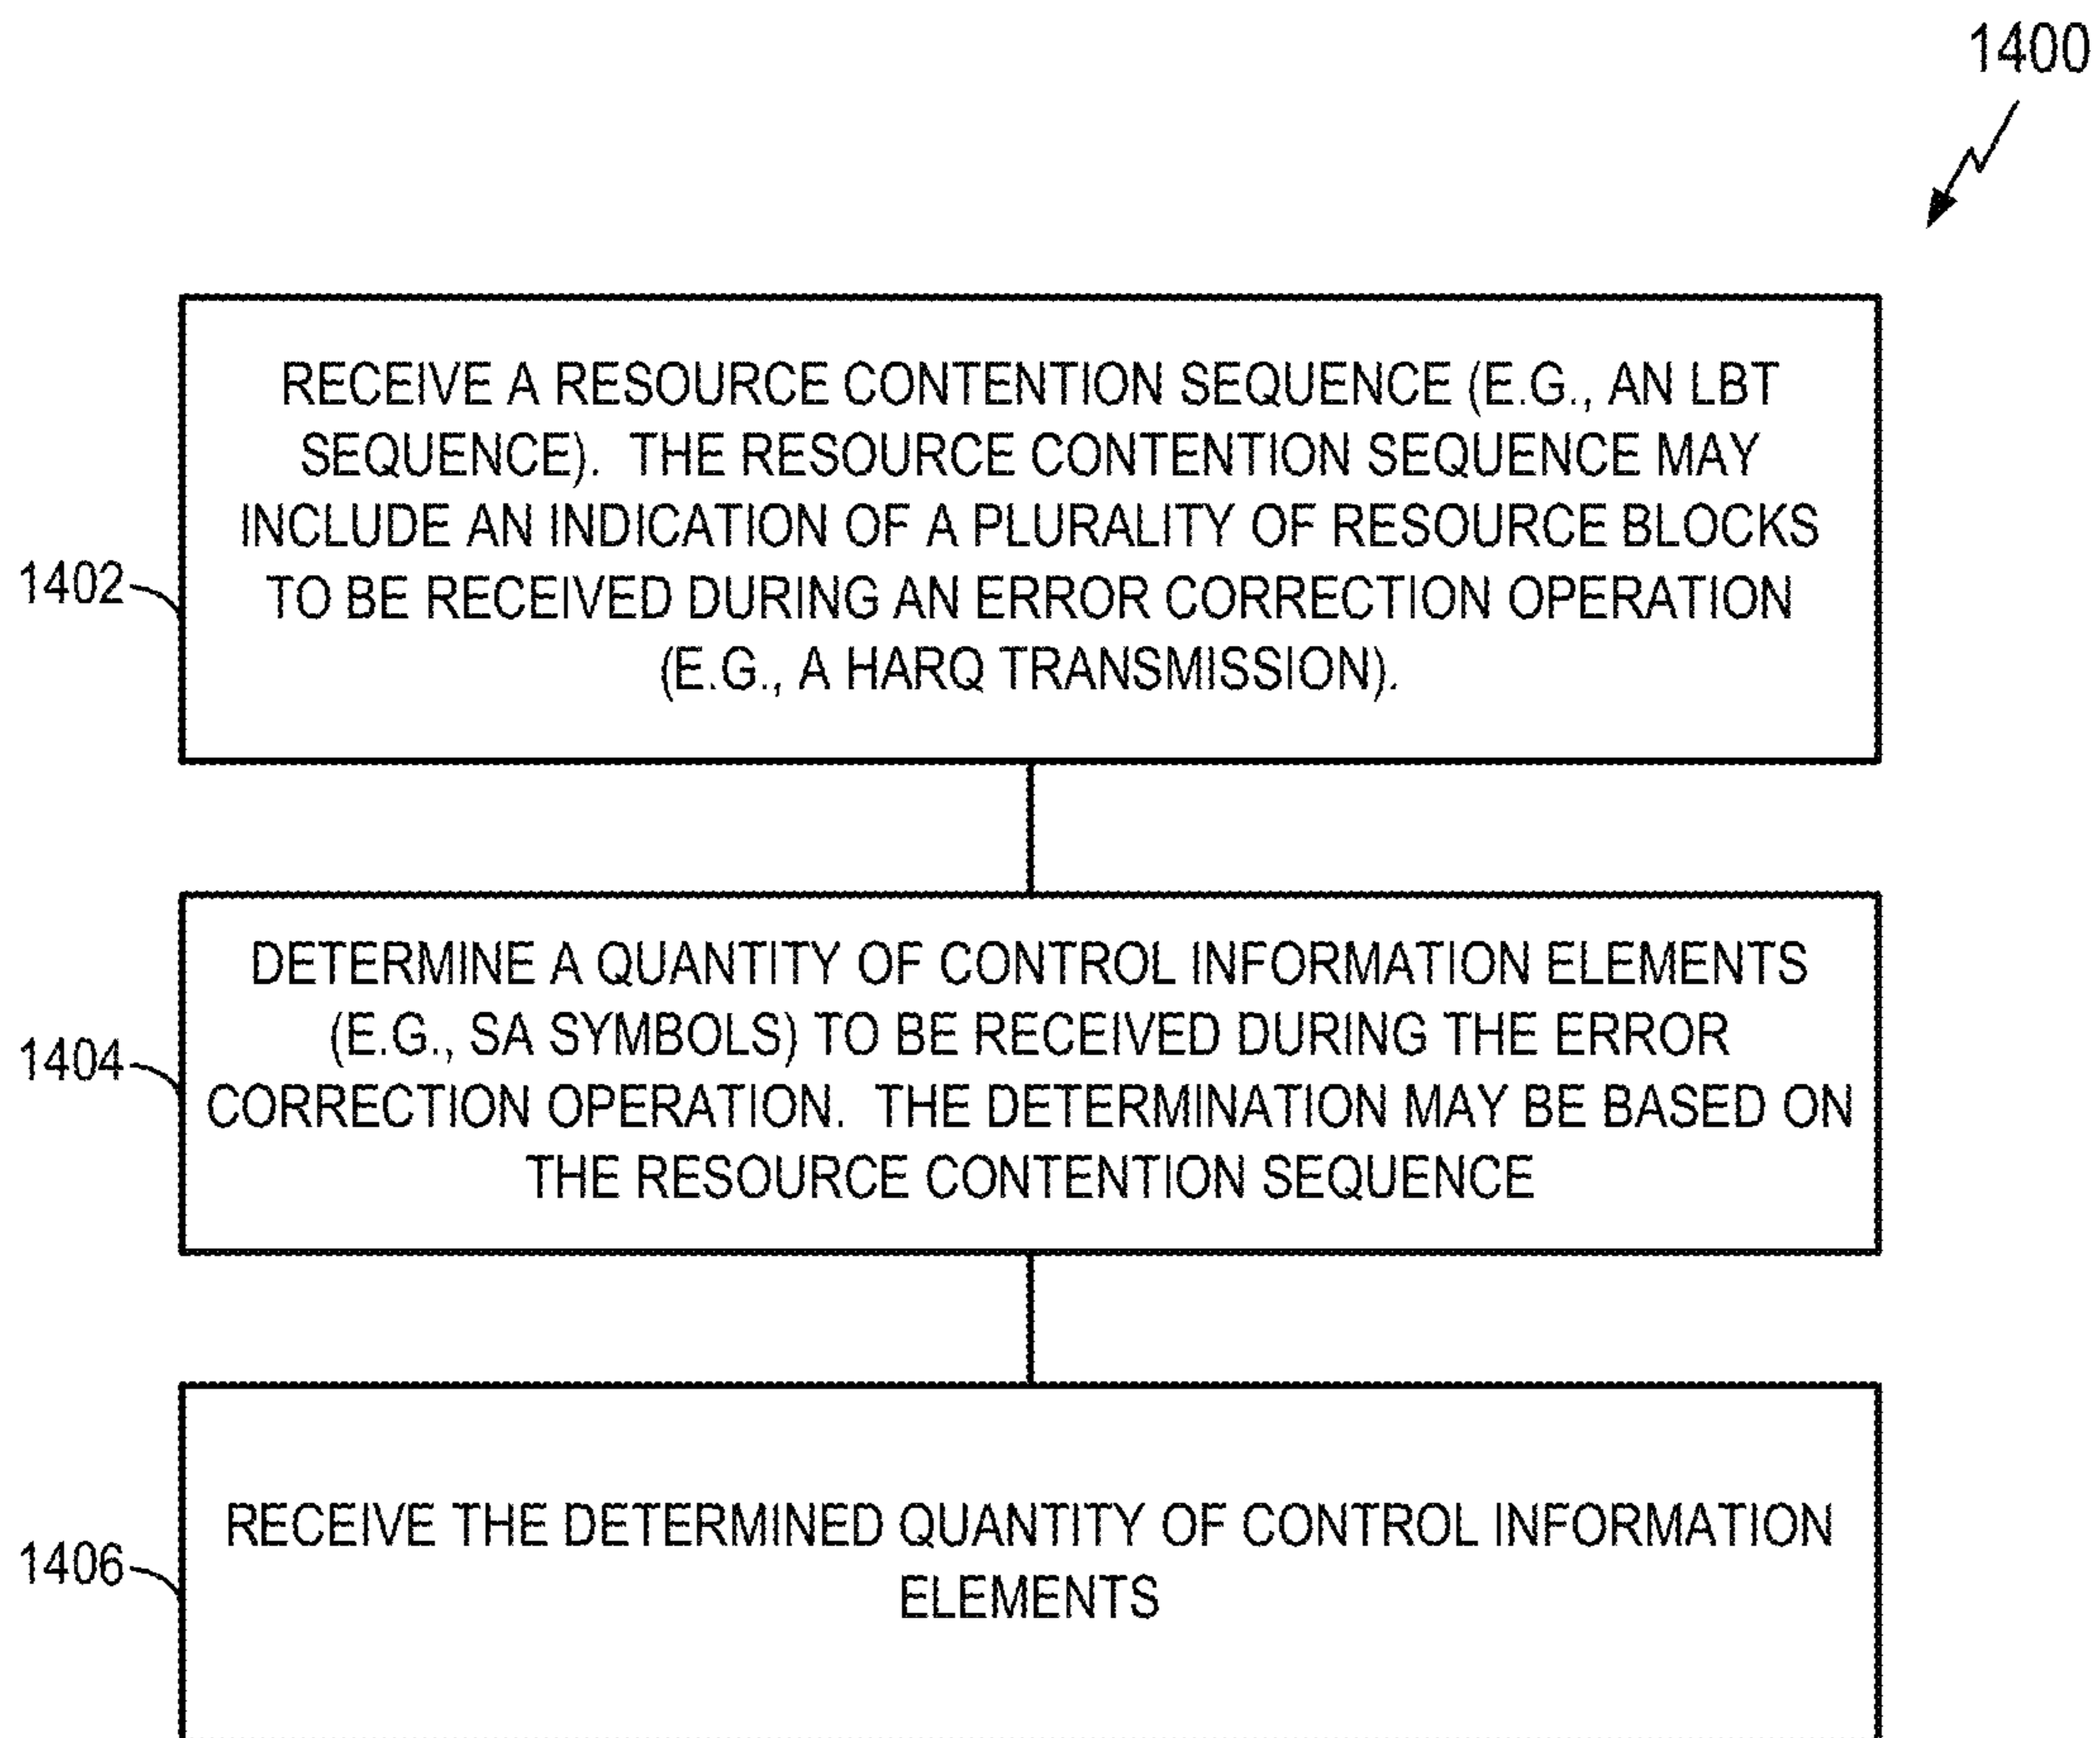 1400
RECEIVE A RESOURCE CONTENTION SEQUENCE (E.G., AN LBT
SEQUENCE). THE RESOURCE CONTENTION SEQUENCE MAY
INCLUDE AN INDICATION OF A PLURALITY OF RESOURCE BLOCKS
TO BE RECEIVED DURING AN ERROR CORRECTION OPERATION
(E.G., A HARQ TRANSMISSION).
1402
DETERMINE A QUANTITY OF CONTROL INFORMATION ELEMENTS
(E.G., SA SYMBOLS) TO BE RECEIVED DURING THE ERROR
CORRECTION OPERATION. THE DETERMINATION MAY BE BASED ON
THE RESOURCE CONTENTION SEQUENCE
1404
RECEIVE THE DETERMINED QUANTITY OF CONTROL INFORMATION
ELEMENTS
1406